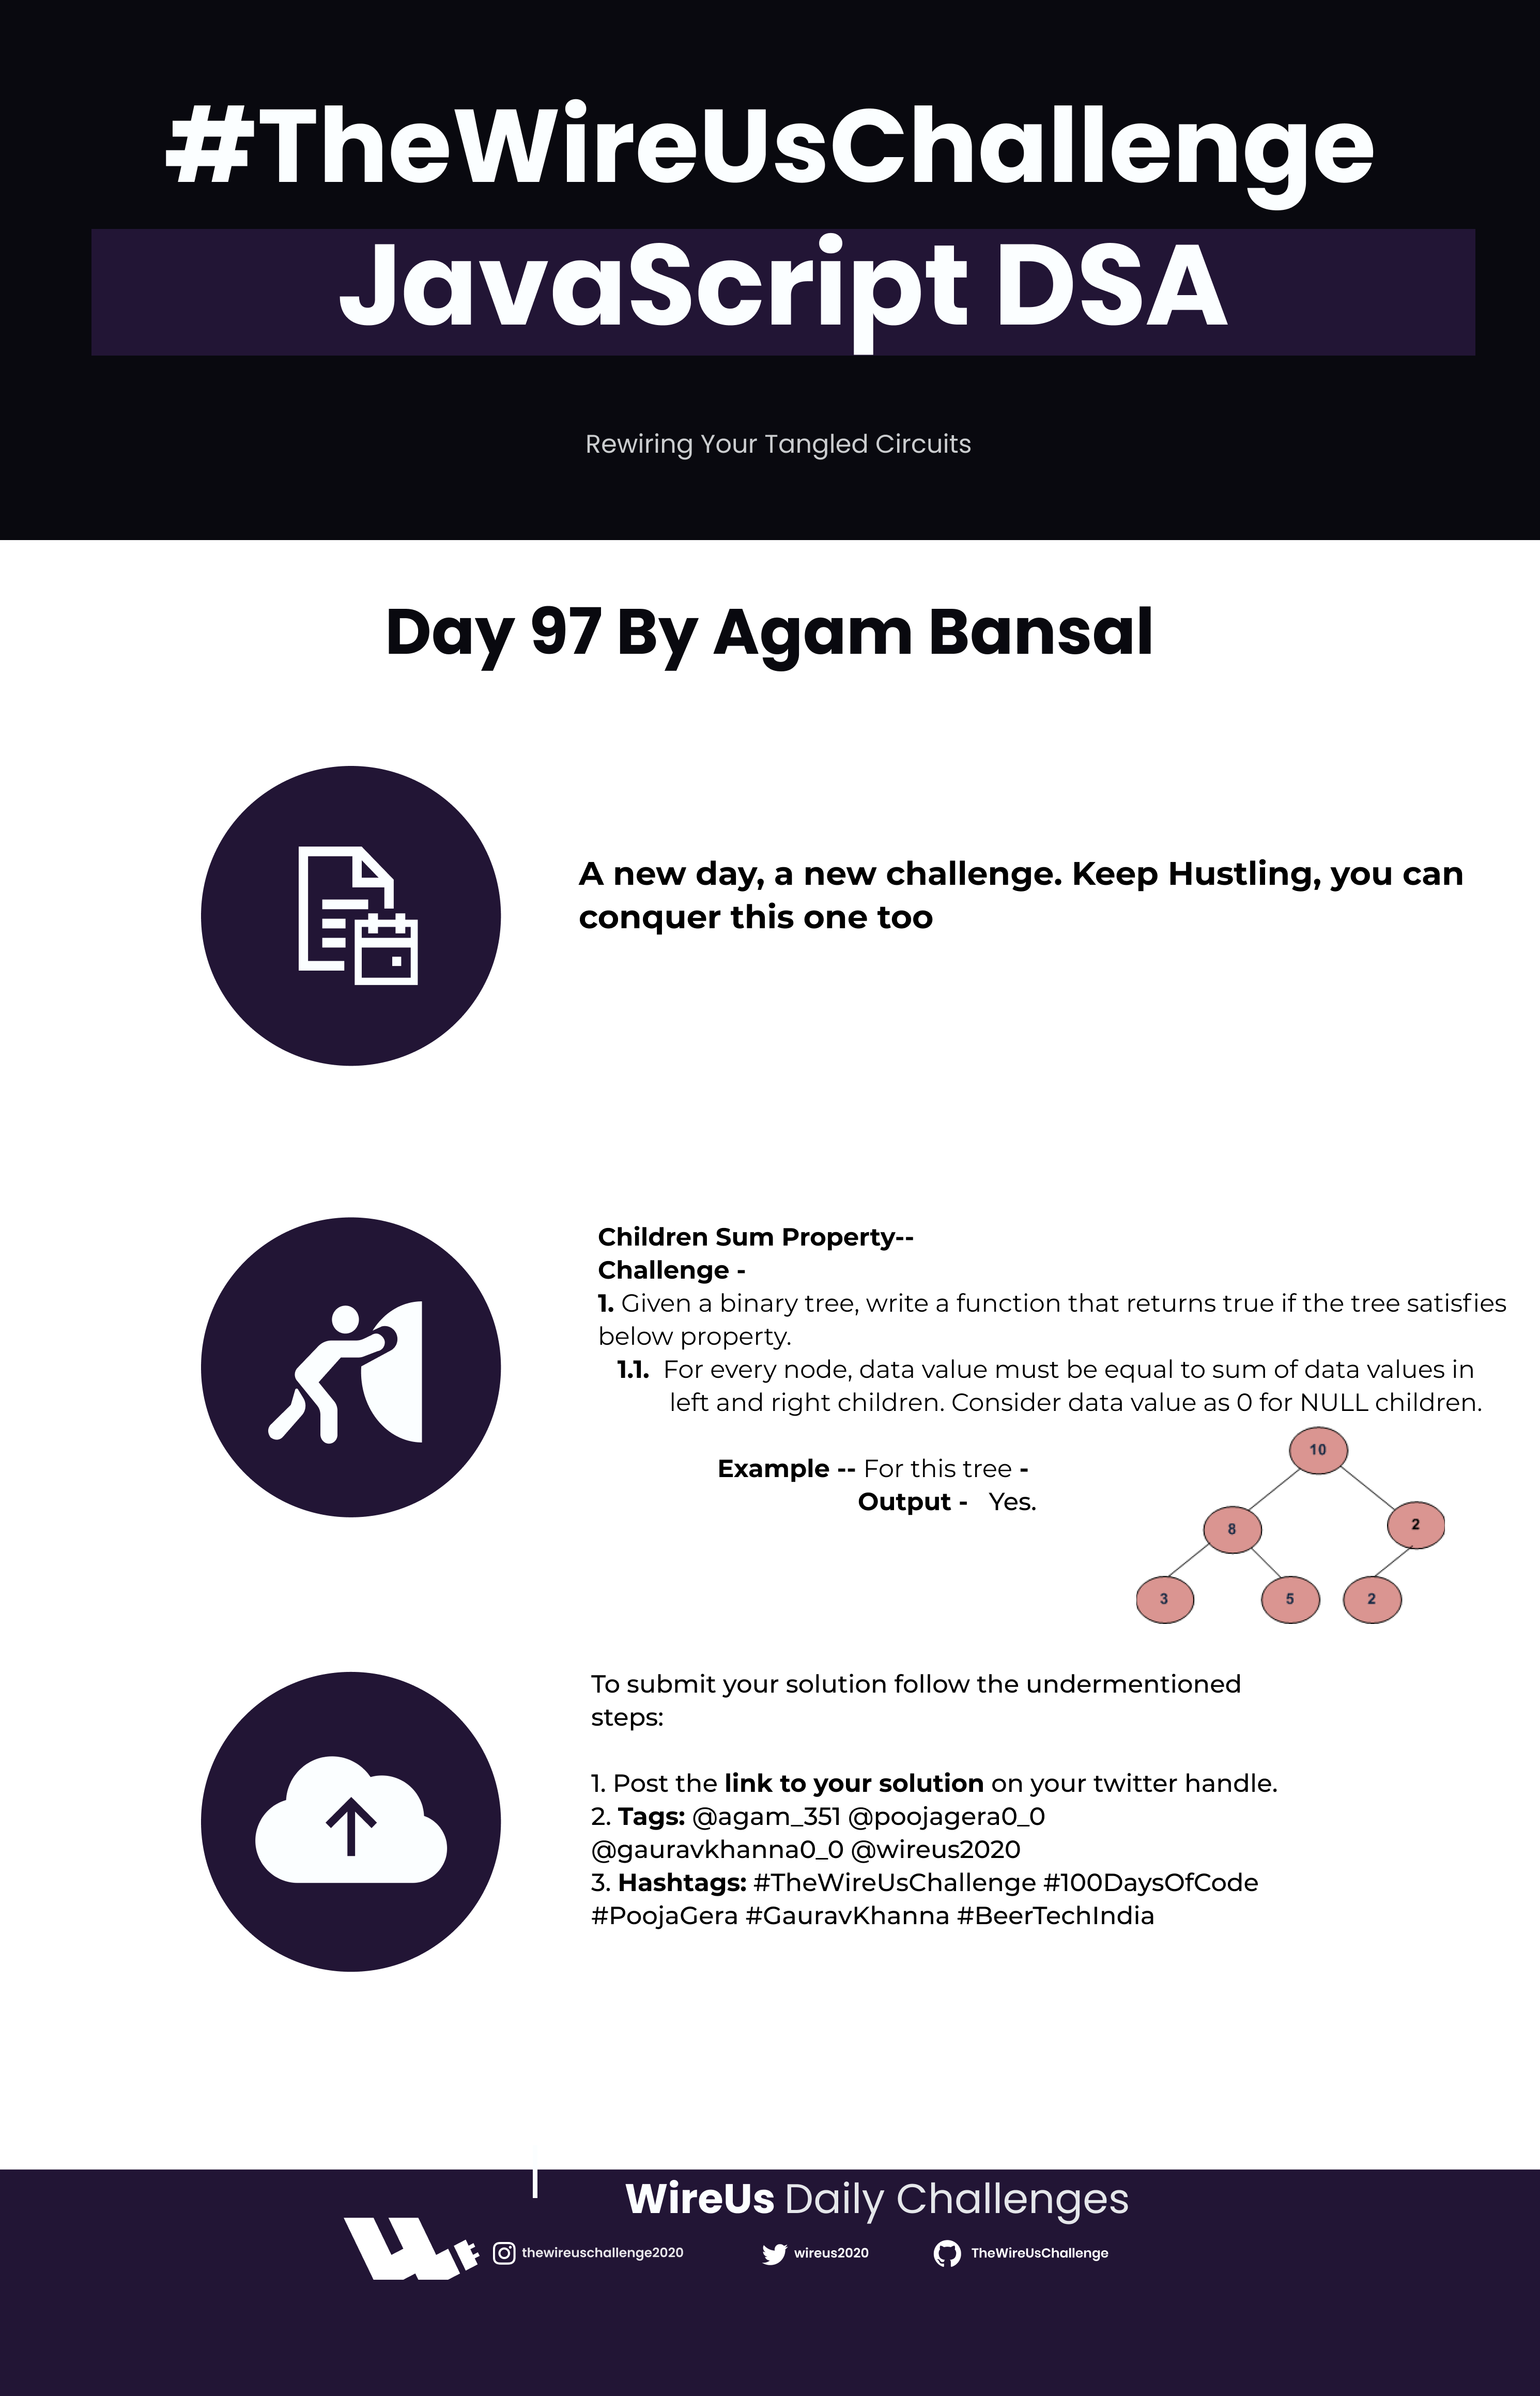 #TheWireUsChallenge
JavaScript DSA
Rewiring Your Tangled Circuits
Day 97 By Agam Bansal
A new day, a new challenge. Keep Hustling, you can
conquer this one too
Children Sum Property--
Challenge -
1. Given a binary tree, write a function that returns true if the tree satisfies
below property.
1.1. For every node, data value must be equal to sum of data values in
left and right children. Consider data value as 0 for NULL children.
Example -- For this tree -
Output - Yes.
10
8
2
3
5
2
To submit your solution follow the undermentioned
steps:
1. Post the link to your solution on your twitter handle.
2. Tags: @agam_351 @poojagera0_0
@gauravkhanna0_0 @wireus2020
3. Hashtags: #TheWireUsChallenge #100DaysOfCode
#PoojaGera #GauravKhanna #BeerTechIndia
WireUs Daily Challenges
thewireuschallenge2020
wireus2020
TheWireUsChallenge